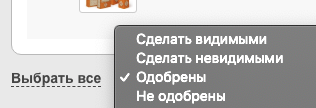 Сделать видимыми
Сделать невидимыми
Выбрать все
✓ Одобрены
Не одобрены